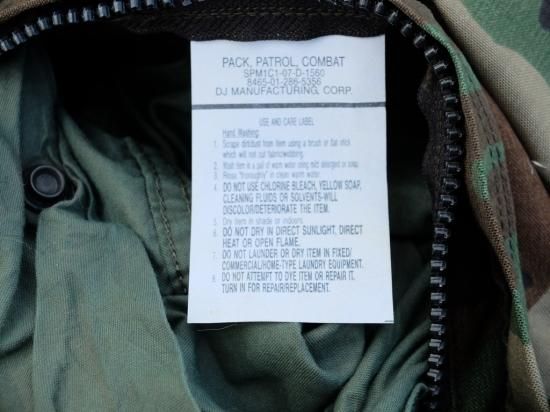 PACK, PATROL, COMBAT
SPM1C1-07-D-1560
8465-01-286-5356
DJ MANUFACTURING, CORP.
USE AND CARE LABEL
Hand Washing:
1. Scrape dirt/dust from item using a brush or flat stick
which will not cut fabric/webbing.
2. Wash item in a pail of warm water using mild detergent or soap.
3. Rinse "thoroughly" in clean warm water.
4. DO NOT USE CHLORINE BLEACH, YELLOW SOAP,
CLEANING FLUIDS OR SOLVENTS-WILL
DISCOLOR/DETERIORATE THE ITEM.
5. Dry item in shade or indoors.
6. DO NOT DRY IN DIRECT SUNLIGHT, DIRECT
HEAT OR OPEN FLAME.
7. DO NOT LAUNDER OR DRY ITEM IN FIXED/
COMMERCIAL/HOME-TYPE LAUNDRY EQUIPMENT.
8. DO NOT ATTEMPT TO DYE ITEM OR REPAIR IT,
TURN IN FOR REPAIR/REPLACEMENT.